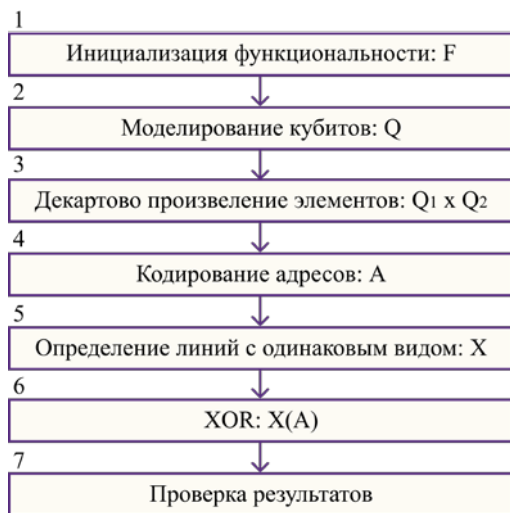 1
Инициализация функциональности: F
2
Моделирование кубитов: Q
3
Декартово произвеление элементов: Q1 x Q2
4
Кодирование адресов: A
5
Определение линий с одинаковым видом: X
6
XOR: X(A)
7
Проверка результатов